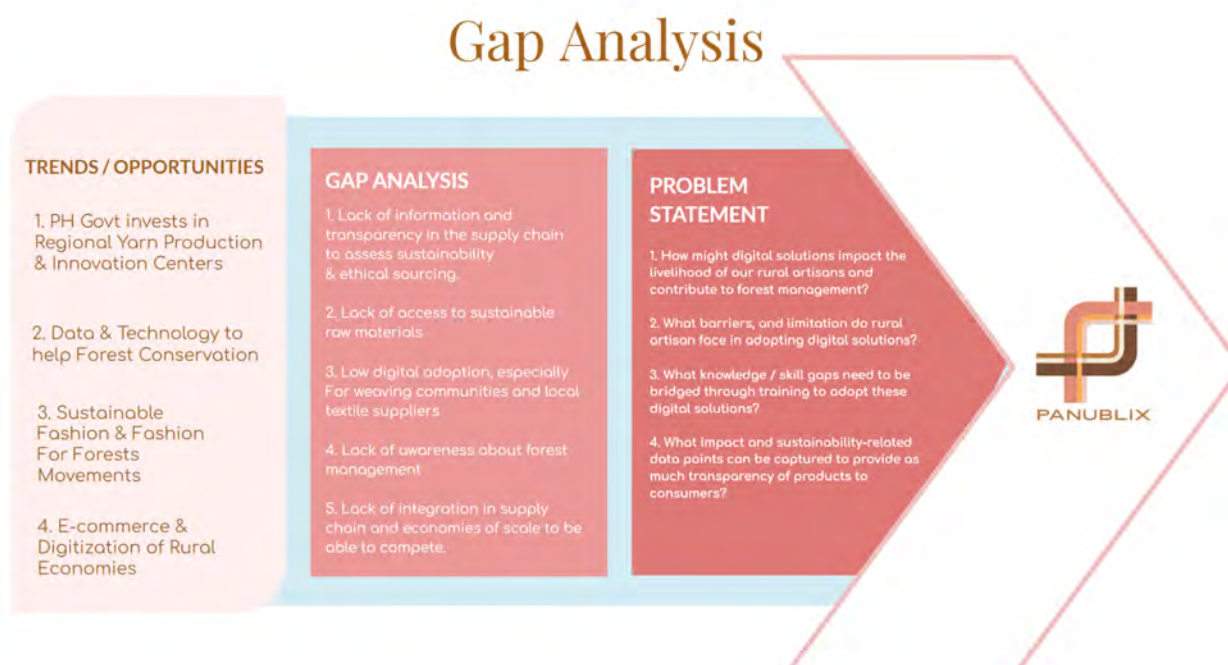 Gap Analysis
TRENDS / OPPORTUNITIES
1. PH Govt invests in
Regional Yarn Production
& Innovation Centers
2. Data & Technology to
help Forest Conservation
3. Sustainable
Fashion & Fashion
For Forests
Movements
4. E-commerce &
Digitization of Rural
Economies
GAP ANALYSIS
1. Lack of information and
transparency in the supply chain
to assess sustainability
& ethical sourcing.
2. Lack of access to sustainable
raw materials
3. Low digital adoption, especially
For weaving communities and local
textile suppliers
4. Lack of awareness about forest
management
5. Lack of integration in supply
chain and economies of scale to be
able to compete.
PROBLEM
STATEMENT
1. How might digital solutions impact the
livelihood of our rural artisans and
contribute to forest management?
2. What barriers, and limitation do rural
artisan face in adopting digital solutions?
3. What knowledge / skill gaps need to be
bridged through training to adopt these
digital solutions?
4. What impact and sustainability-related
data points can be captured to provide as
much transparency of products to
consumers?
PANUBLIX